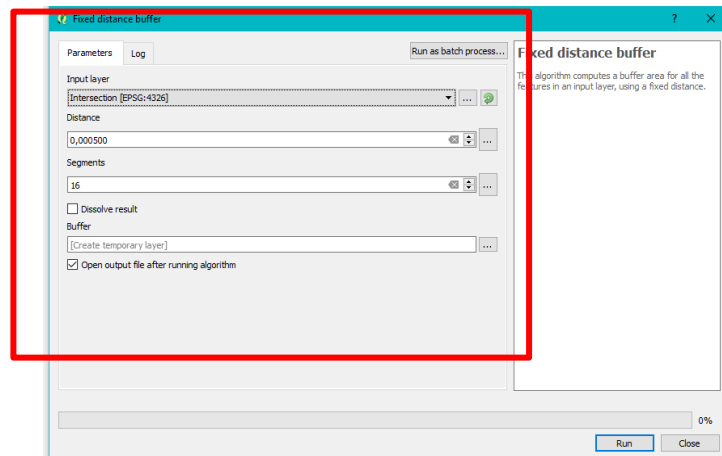 Fixed distance buffer
?
Parameters
Log
Run as batch process...
Input layer
Intersection [EPSG:4326]
...
Distance
0,000500
...
Segments
16
...
Dissolve result
Buffer
[Create temporary layer]
...
Open output file after running algorithm
Fixed distance buffer
This algorithm computes a buffer area for all the
features in an input layer, using a fixed distance.
0%
Run
Close